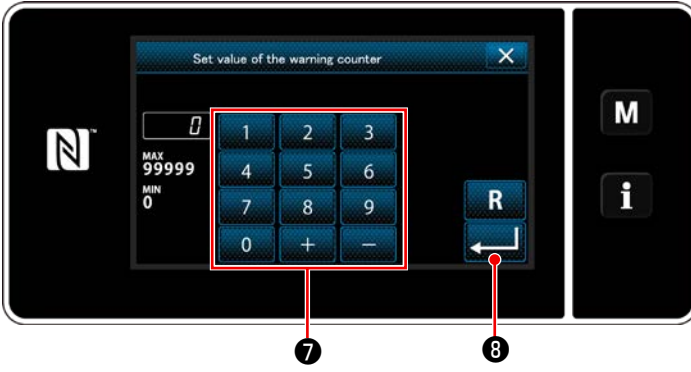 Set value of the warning counter
0
MAX
99999
MIN
0
1 2 3
4 5 6
7 8 9
0 + −
R
M
i
N™
❼ ❽